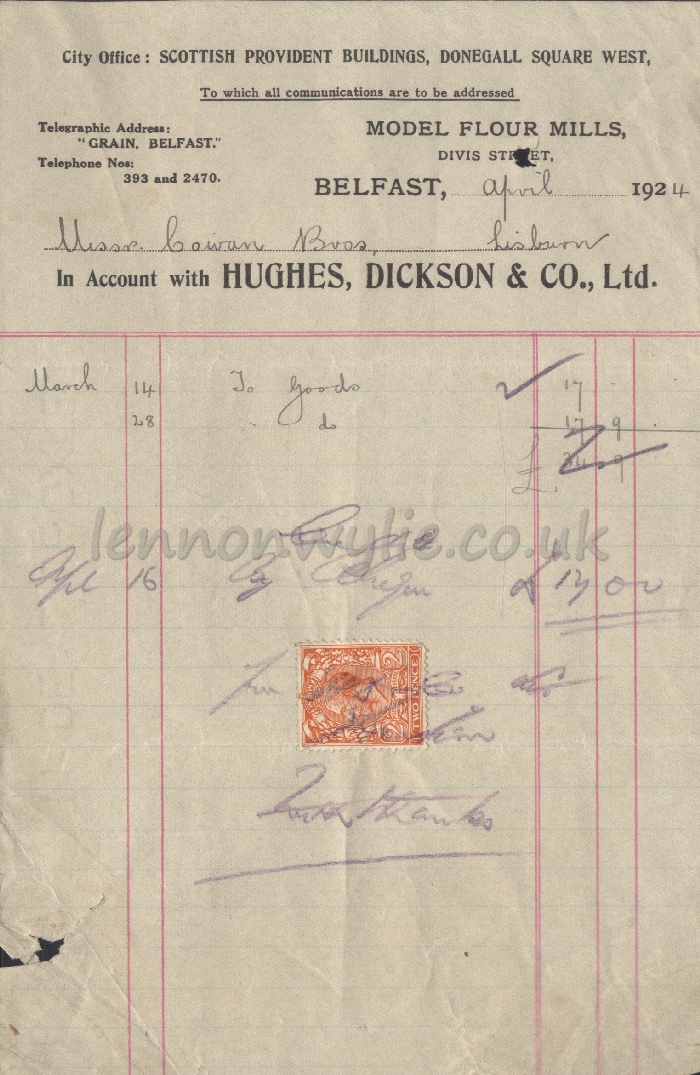 City Office: SCOTTISH PROVIDENT BUILDINGS, DONEGALL SQUARE WEST,
To which all communications are to be addressed
Telegraphic Address:
"GRAIN, BELFAST."
Telephone Nos:
393 and 2470.
MODEL FLOUR MILLS,
DIVIS STREET,
BELFAST, April 1924
Messrs. Cowan Bros, Lisburn
In Account with HUGHES, DICKSON & CO., Ltd.
March 14 To Goods 17
28 do 17 9
£ 34 9
lennonwylie.co.uk
16 By £ 17 0 0
For
TWO PENCE
With thanks